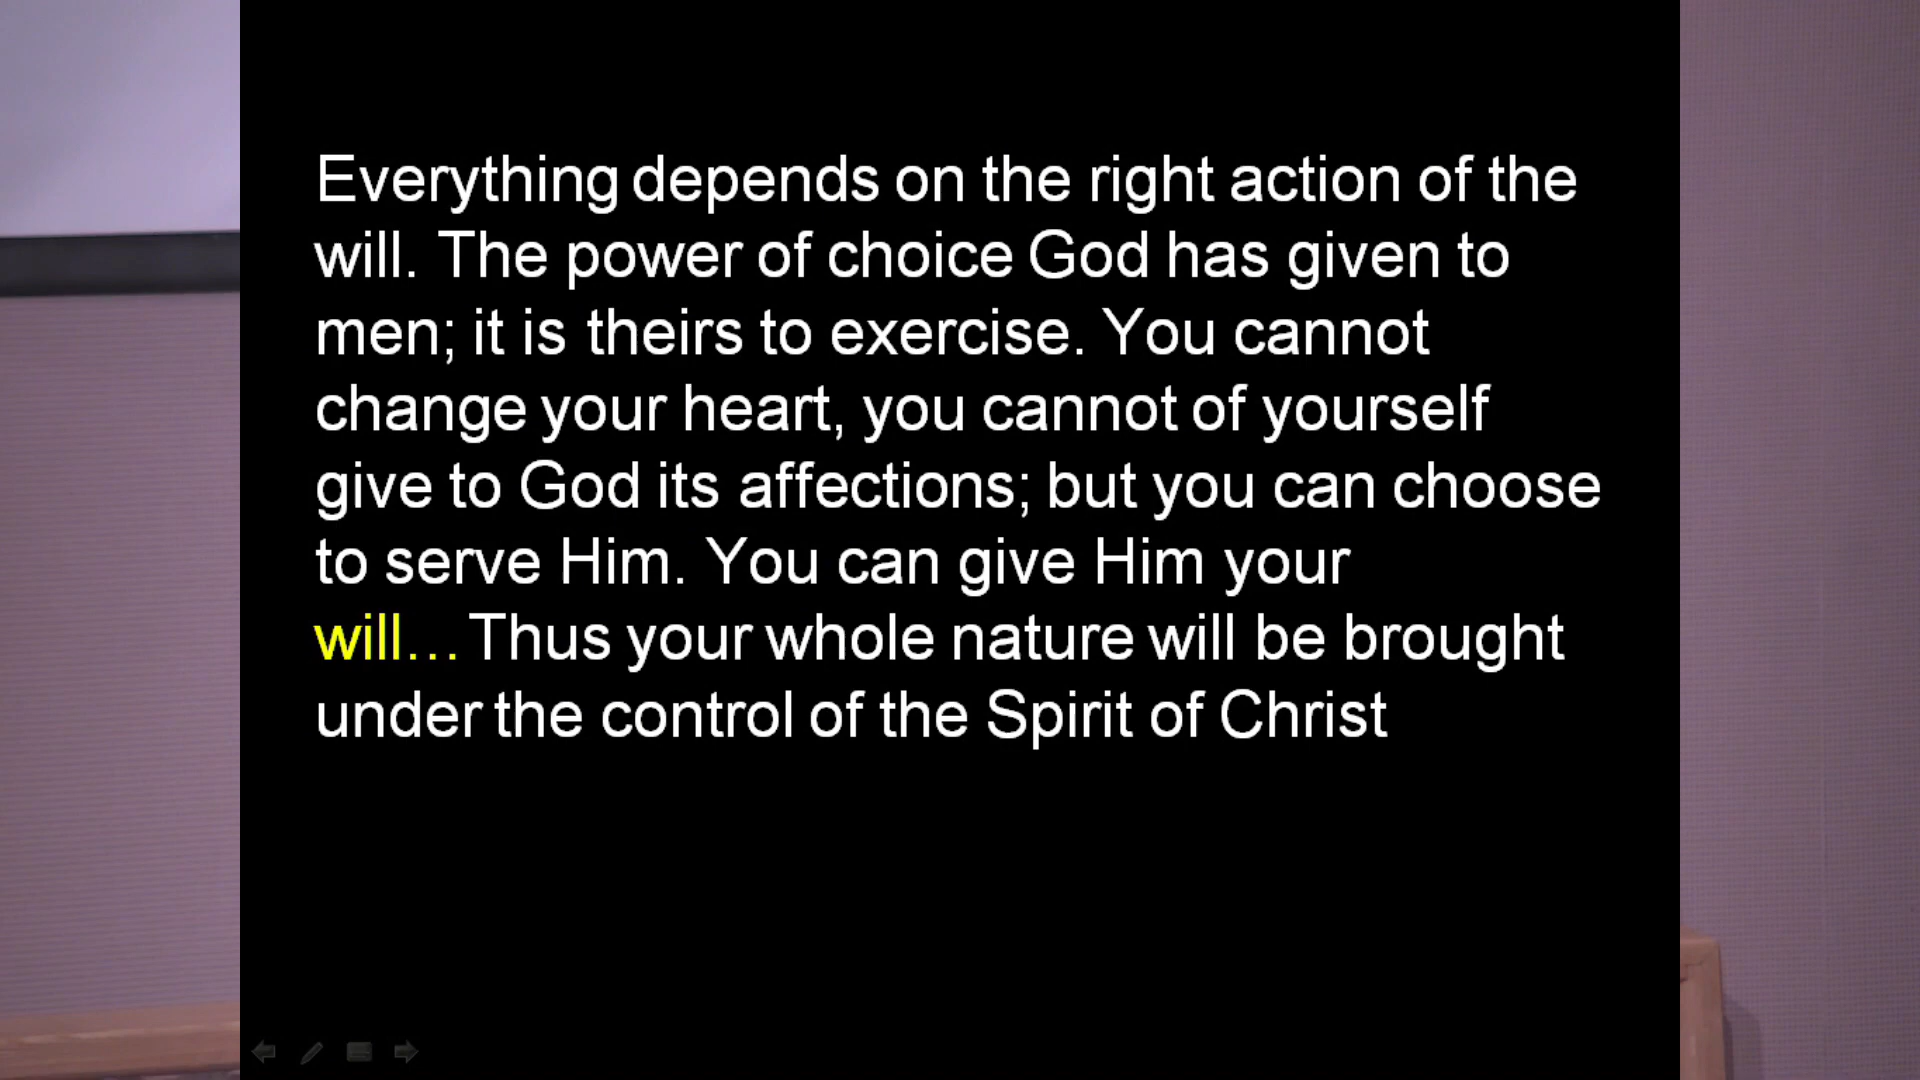 Everything depends on the right action of the
will. The power of choice God has given to
men; it is theirs to exercise. You cannot
change your heart, you cannot of yourself
give to God its affections; but you can choose
to serve Him. You can give Him your
will… Thus your whole nature will be brought
under the control of the Spirit of Christ